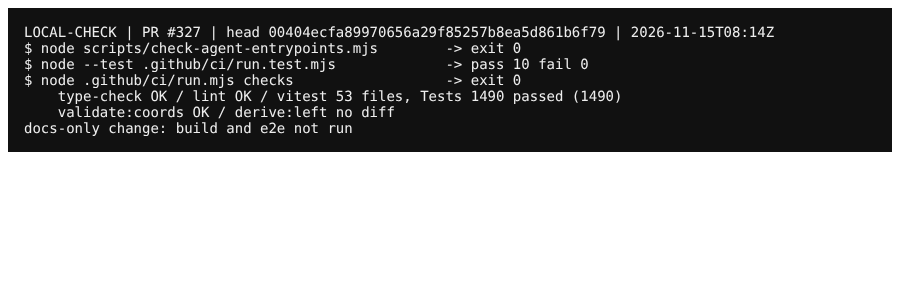 LOCAL-CHECK | PR #327 | head 00404ecfa89970656a29f85257b8ea5d861b6f79 | 2026-11-15T08:14Z
$ node scripts/check-agent-entrypoints.mjs        -> exit 0
$ node --test .github/ci/run.test.mjs             -> pass 10 fail 0
$ node .github/ci/run.mjs checks                  -> exit 0
    type-check OK / lint OK / vitest 53 files, Tests 1490 passed (1490)
    validate:coords OK / derive:left no diff
docs-only change: build and e2e not run